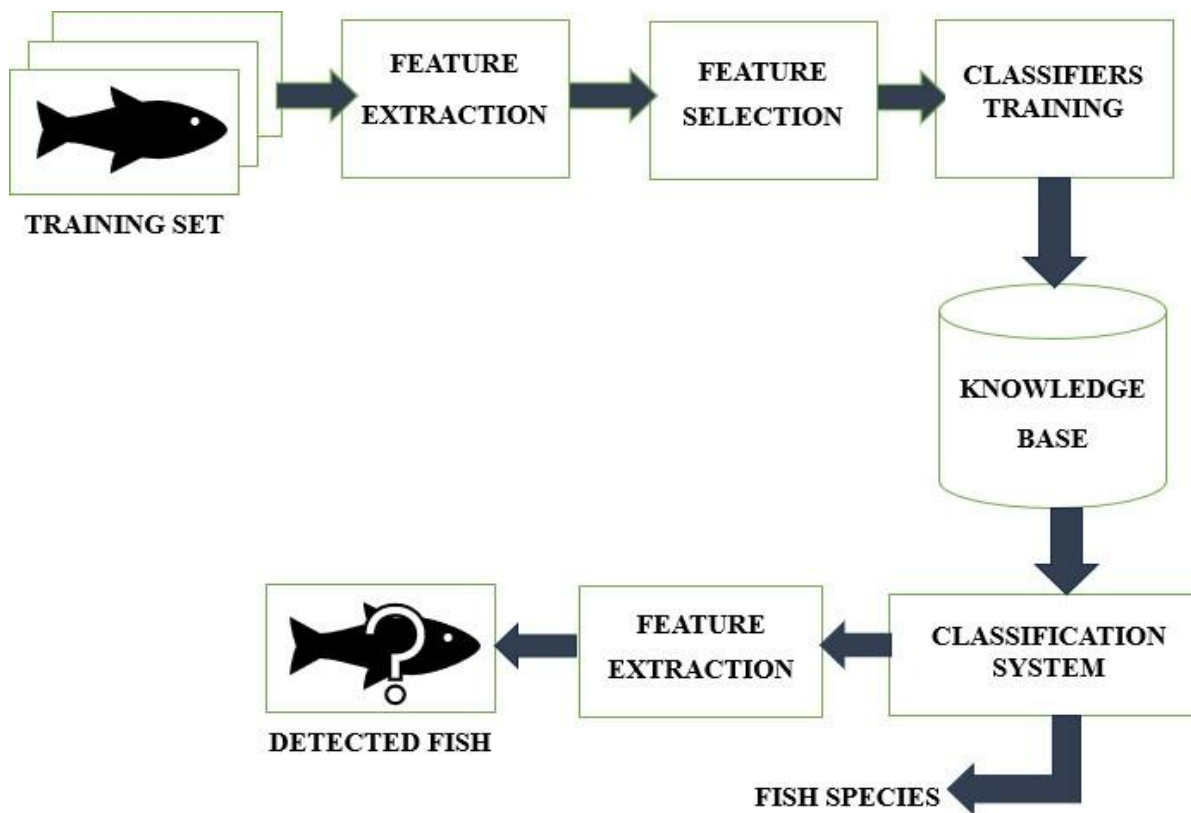 FEATURE
EXTRACTION
FEATURE
SELECTION
CLASSIFIERS
TRAINING
TRAINING SET
KNOWLEDGE
BASE
?
FEATURE
EXTRACTION
CLASSIFICATION
SYSTEM
DETECTED FISH
FISH SPECIES